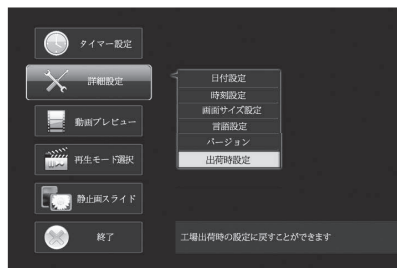 タイマー設定
詳細設定
動画プレビュー
再生モード選択
静止画スライド
終了
日付設定
時刻設定
画面サイズ設定
言語設定
バージョン
出荷時設定
工場出荷時の設定に戻すことができます